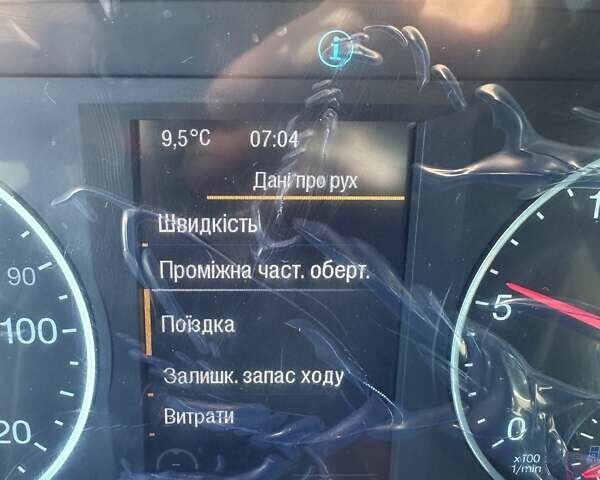 9,5°C 07:04
Дані про рух
Швидкість
Проміжна част. оберт.
Поїздка
Залишк. запас ходу
Витрати
90
100
20
5
0
x100
1/min